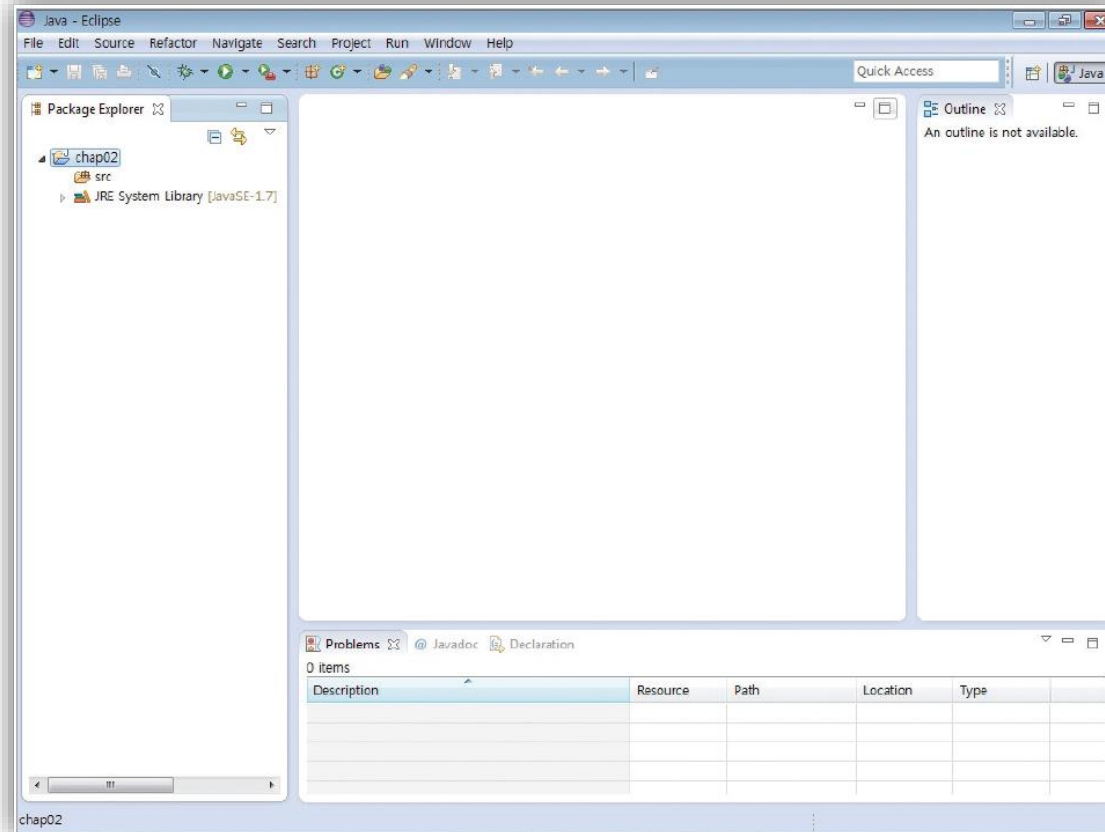 Java - Eclipse
File Edit Source Refactor Navigate Search Project Run Window Help
Quick Access
Java
Package Explorer
chap02
src
JRE System Library [JavaSE-1.7]
Outline
An outline is not available.
Problems @ Javadoc Declaration
0 items
Description Resource Path Location Type
chap02